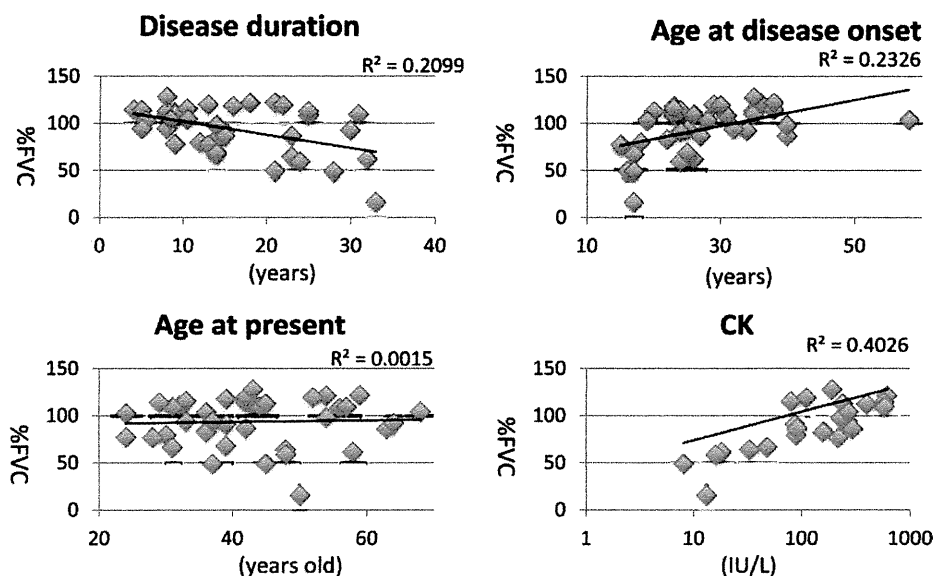 Disease duration
R² = 0.2099
150
100
50
0
%FVC
0 10 20 30 40
(years)
Age at disease onset
R² = 0.2326
150
100
50
0
%FVC
10 30 50
(years)
Age at present
R² = 0.0015
150
100
50
0
%FVC
20 40 60
(years old)
CK
R² = 0.4026
150
100
50
0
%FVC
1 10 100 1000
(IU/L)